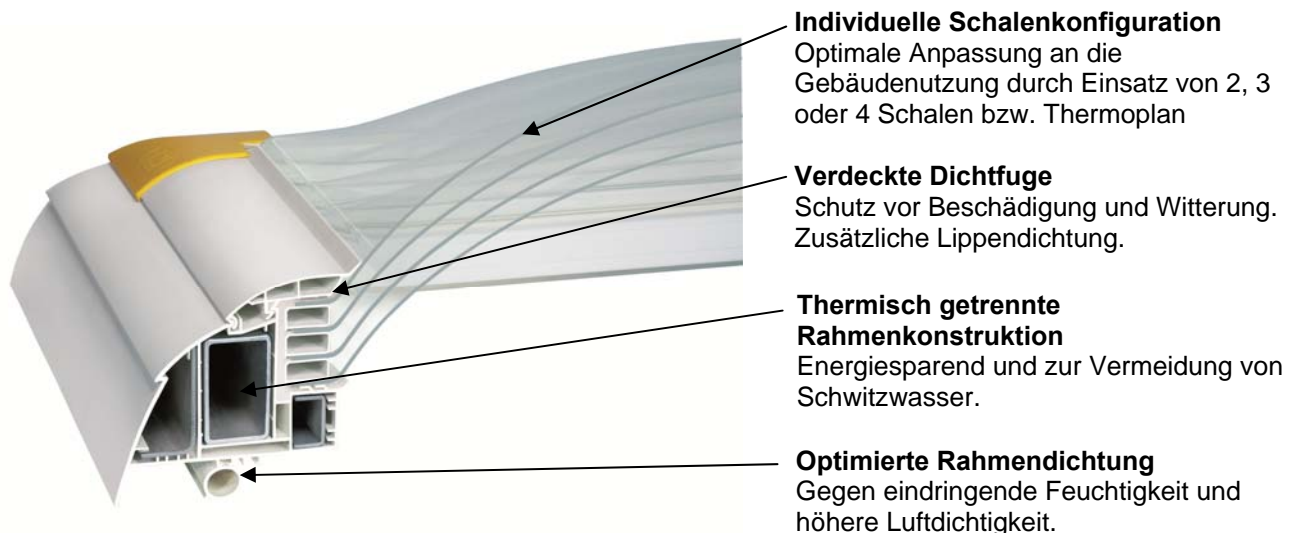 Individuelle Schalenkonfiguration
Optimale Anpassung an die
Gebäudenutzung durch Einsatz von 2, 3
oder 4 Schalen bzw. Thermoplan
Verdeckte Dichtfuge
Schutz vor Beschädigung und Witterung.
Zusätzliche Lippendichtung.
Thermisch getrennte
Rahmenkonstruktion
Energiesparend und zur Vermeidung von
Schwitzwasser.
Optimierte Rahmendichtung
Gegen eindringende Feuchtigkeit und
höhere Luftdichtigkeit.